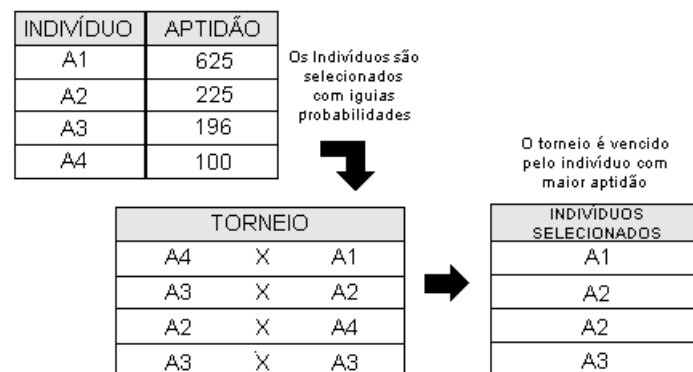 INDIVÍDUO APTIDÃO
A1 625
A2 225
A3 196
A4 100
Os Indivíduos são
selecionados
com iguias
probabilidades
O torneio é vencido
pelo indivíduo com
maior aptidão
TORNEIO
A4 X A1
A3 X A2
A2 X A4
A3 X A3
INDIVÍDUOS
SELECIONADOS
A1
A2
A2
A3